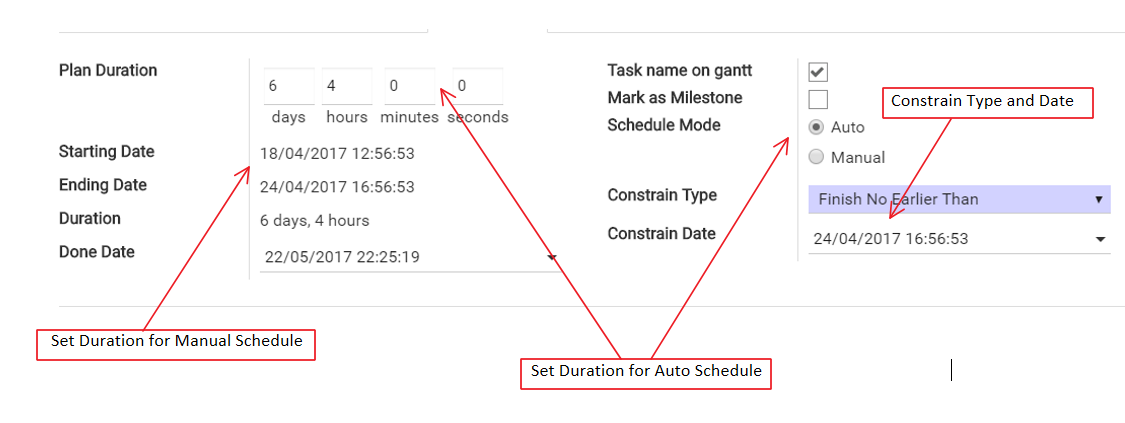 Plan Duration
6 4 0 0
days hours minutes seconds
Starting Date 18/04/2017 12:56:53
Ending Date 24/04/2017 16:56:53
Duration 6 days, 4 hours
Done Date 22/05/2017 22:25:19
Task name on gantt
Mark as Milestone
Schedule Mode Auto
Manual
Constrain Type Finish No Earlier Than
Constrain Date 24/04/2017 16:56:53
Constrain Type and Date
Set Duration for Manual Schedule
Set Duration for Auto Schedule